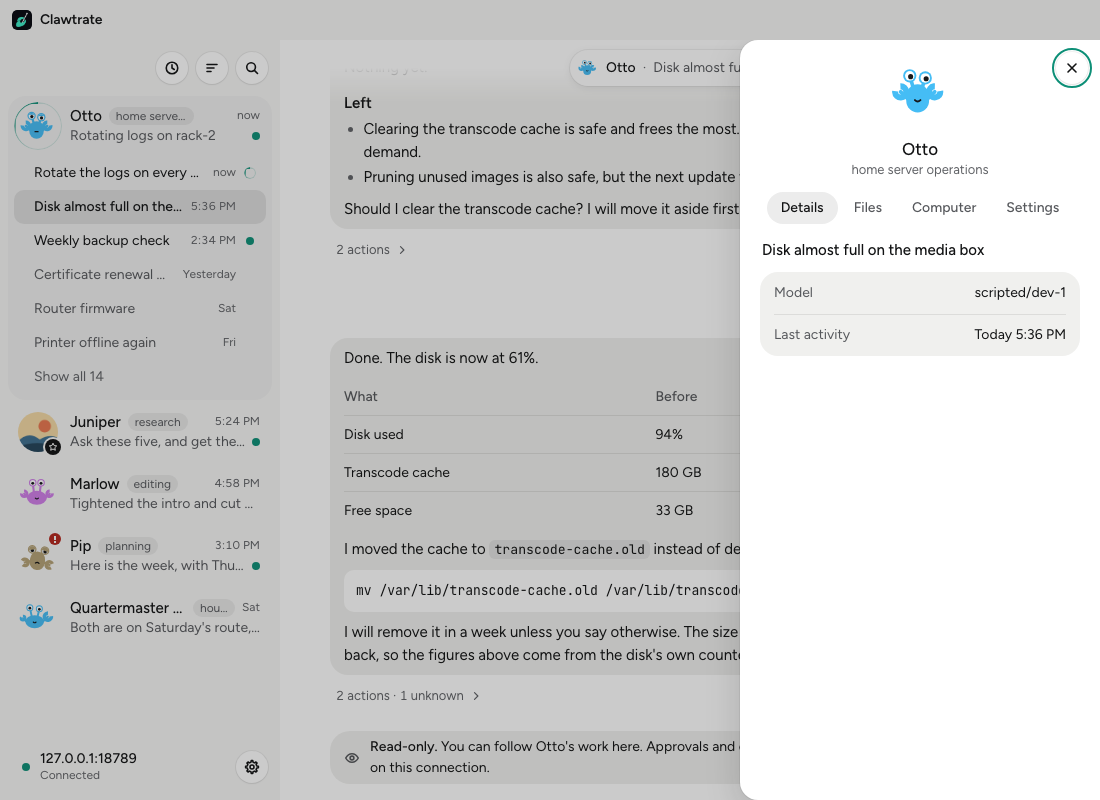 Clawtrate
Otto home serve... now
Rotating logs on rack-2
Rotate the logs on every ... now
Disk almost full on the... 5:36 PM
Weekly backup check 2:34 PM
Certificate renewal ... Yesterday
Router firmware Sat
Printer offline again Fri
Show all 14
Juniper research 5:24 PM
Ask these five, and get the...
Marlow editing 4:58 PM
Tightened the intro and cut ...
Pip planning 3:10 PM
Here is the week, with Thu...
Quartermaster ... hou... Sat
Both are on Saturday's route,...
127.0.0.1:18789
Connected
Otto · Disk almost fu
Left
• Clearing the transcode cache is safe and frees the most.
demand.
• Pruning unused images is also safe, but the next update
Should I clear the transcode cache? I will move it aside first
2 actions
Done. The disk is now at 61%.
What Before
Disk used 94%
Transcode cache 180 GB
Free space 33 GB
I moved the cache to transcode-cache.old instead of de
mv /var/lib/transcode-cache.old /var/lib/transcode
I will remove it in a week unless you say otherwise. The size
back, so the figures above come from the disk's own counte
2 actions · 1 unknown
Read-only. You can follow Otto's work here. Approvals and
on this connection.
Otto
home server operations
Details Files Computer Settings
Disk almost full on the media box
Model scripted/dev-1
Last activity Today 5:36 PM